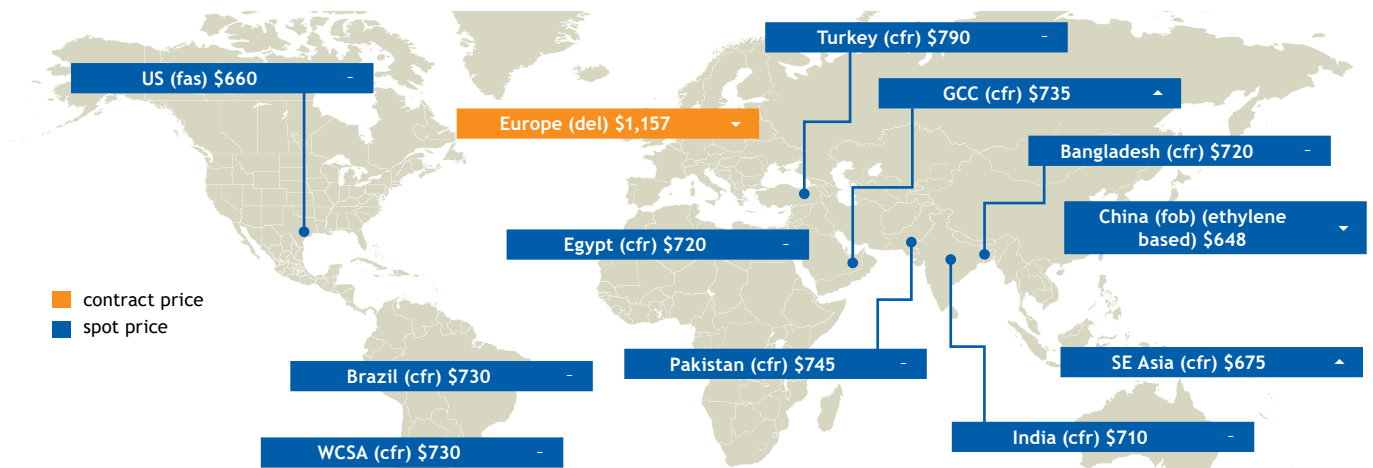 Turkey (cfr) $790 -
US (fas) $660 -
GCC (cfr) $735
Europe (del) $1,157
Bangladesh (cfr) $720 -
China (fob) (ethylene
based) $648
Egypt (cfr) $720 -
contract price
spot price
Pakistan (cfr) $745 -
SE Asia (cfr) $675
Brazil (cfr) $730 -
India (cfr) $710 -
WCSA (cfr) $730 -